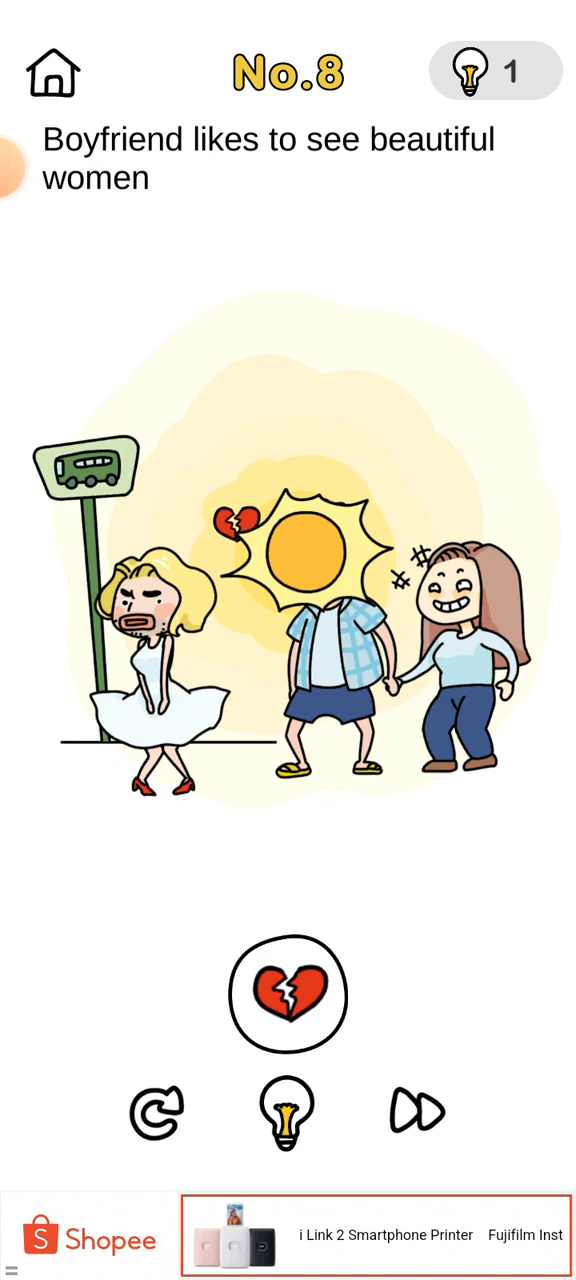 No.8
1
Boyfriend likes to see beautiful
women
Shopee
i Link 2 Smartphone Printer Fujifilm Inst